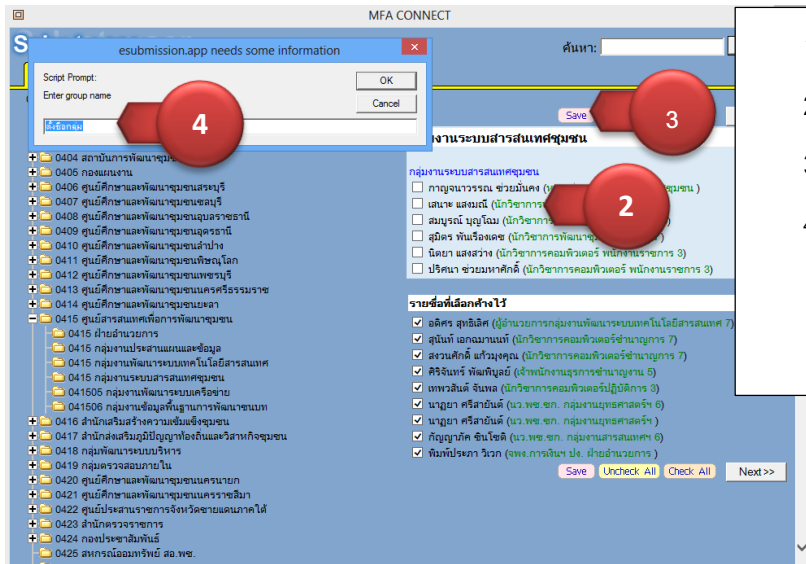 MFA CONNECT
S
ค้นหา:
esubmission.app needs some information
Script Prompt:
Enter group name
ตั้งชื่อกลุ่ม
OK
Cancel
4
Save
3
2
งานระบบสารสนเทศชุมชน
กลุ่มงานระบบสารสนเทศชุมชน
กาญจนาวรรณ ช่วยมั่นคง
เสนาะ แสงมณี (นักวิชาการ
สมบูรณ์ บุญโฉม (นักวิชาการ
สุมิตร พันเรืองเดช (นักวิชาการพัฒนา
นิตยา แสงสว่าง (นักวิชาการคอมพิวเตอร์ พนักงานราชการ 3)
ปริศนา ช่วยมหาศักดิ์ (นักวิชาการคอมพิวเตอร์ พนักงานราชการ 3)
รายชื่อที่เลือกค้างไว้
อดิศร สุทธิเลิศ (ผู้อำนวยการกลุ่มงานพัฒนาระบบเทคโนโลยีสารสนเทศ 7)
สุนันท์ เอกฉมานนท์ (นักวิชาการคอมพิวเตอร์ชำนาญการ 7)
สงวนศักดิ์ แก้วมุงคุณ (นักวิชาการคอมพิวเตอร์ชำนาญการ 7)
ศิริจันทร์ พัฒพิบูลย์ (เจ้าพนักงานธุรการชำนาญงาน 5)
เทพวสันต์ จันพล (นักวิชาการคอมพิวเตอร์ปฏิบัติการ 3)
นาฏยา ศรีสายันต์ (นว.พช.ชก. กลุ่มงานยุทธศาสตร์ฯ 6)
นาฏยา ศรีสายันต์ (นว.พช.ชก. กลุ่มงานยุทธศาสตร์ฯ )
กัญญาภัค ชินโชติ (นว.พช.ชก. กลุ่มงานสารสนเทศฯ 6)
พิมพ์ประภา วิเวก (จพง.การเงินฯ ปง. ฝ่ายอำนวยการ )
Save
Uncheck All
Check All
Next>>
0404 สถาบันการพัฒนาชุมชน
0405 กองแผนงาน
0406 ศูนย์ศึกษาและพัฒนาชุมชนสระบุรี
0407 ศูนย์ศึกษาและพัฒนาชุมชนชลบุรี
0408 ศูนย์ศึกษาและพัฒนาชุมชนอุบลราชธานี
0409 ศูนย์ศึกษาและพัฒนาชุมชนอุดรธานี
0410 ศูนย์ศึกษาและพัฒนาชุมชนลำปาง
0411 ศูนย์ศึกษาและพัฒนาชุมชนพิษณุโลก
0412 ศูนย์ศึกษาและพัฒนาชุมชนเพชรบุรี
0413 ศูนย์ศึกษาและพัฒนาชุมชนนครศรีธรรมราช
0414 ศูนย์ศึกษาและพัฒนาชุมชนยะลา
0415 ศูนย์สารสนเทศเพื่อการพัฒนาชุมชน
0415 ฝ่ายอำนวยการ
0415 กลุ่มงานประสานแผนและข้อมูล
0415 กลุ่มงานพัฒนาระบบเทคโนโลยีสารสนเทศ
0415 กลุ่มงานระบบสารสนเทศชุมชน
041505 กลุ่มงานพัฒนาระบบเครือข่าย
041506 กลุ่มงานข้อมูลพื้นฐานการพัฒนาชนบท
0416 สำนักเสริมสร้างความเข้มแข็งชุมชน
0417 สำนักส่งเสริมภูมิปัญญาท้องถิ่นและวิสาหกิจชุมชน
0418 กลุ่มพัฒนาระบบบริหาร
0419 กลุ่มตรวจสอบภายใน
0420 ศูนย์ศึกษาและพัฒนาชุมชนนครนายก
0421 ศูนย์ศึกษาและพัฒนาชุมชนนครราชสีมา
0422 ศูนย์ประสานราชการจังหวัดชายแดนภาคใต้
0423 สำนักตรวจราชการ
0424 กองประชาสัมพันธ์
0425 สหกรณ์ออมทรัพย์ สอ.พช.